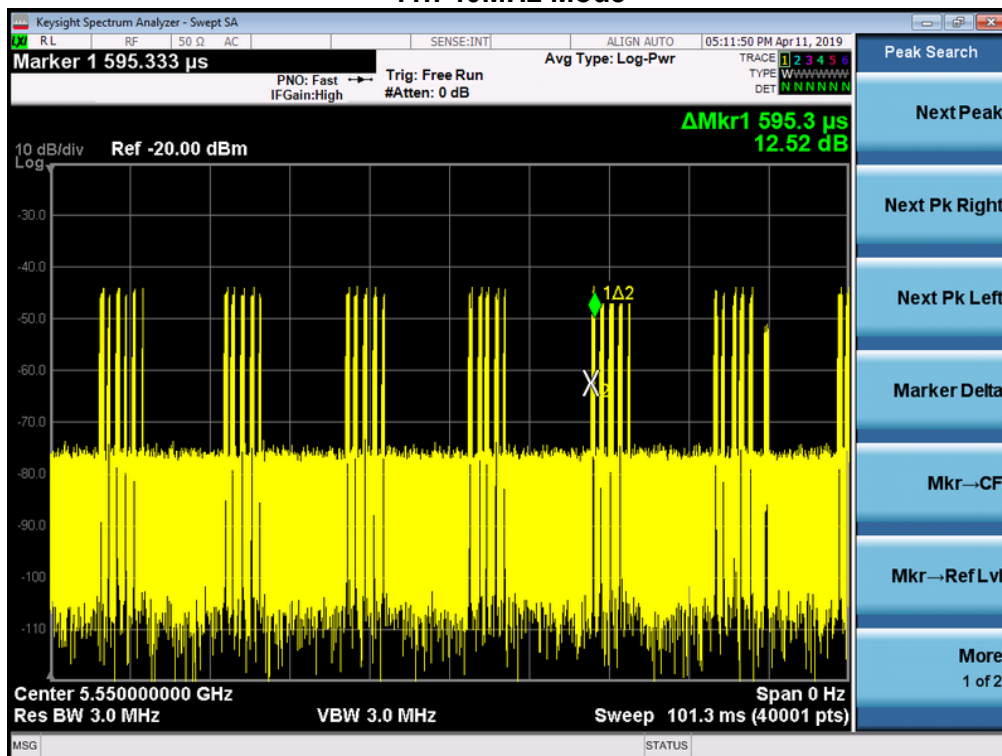 Keysight Spectrum Analyzer - Swept SA
LXI RL RF 50 Ω AC SENSE:INT ALIGN AUTO 05:11:50 PM Apr 11, 2019
Marker 1 595.333 µs
PNO: Fast
IFGain:High
Trig: Free Run
#Atten: 0 dB
Avg Type: Log-Pwr
TRACE 1 2 3 4 5 6
TYPE WWWWWWW
DET N N N N N N
ΔMkr1 595.3 µs
12.52 dB
10 dB/div Ref -20.00 dBm
Log
-30.0
-40.0
1Δ2
-50.0
-60.0
X2
-70.0
-80.0
-90.0
-100
-110
Center 5.550000000 GHz Span 0 Hz
Res BW 3.0 MHz VBW 3.0 MHz Sweep 101.3 ms (40001 pts)
MSG STATUS
Peak Search
Next Peak
Next Pk Right
Next Pk Left
Marker Delta
Mkr→CF
Mkr→Ref Lvl
More
1 of 2